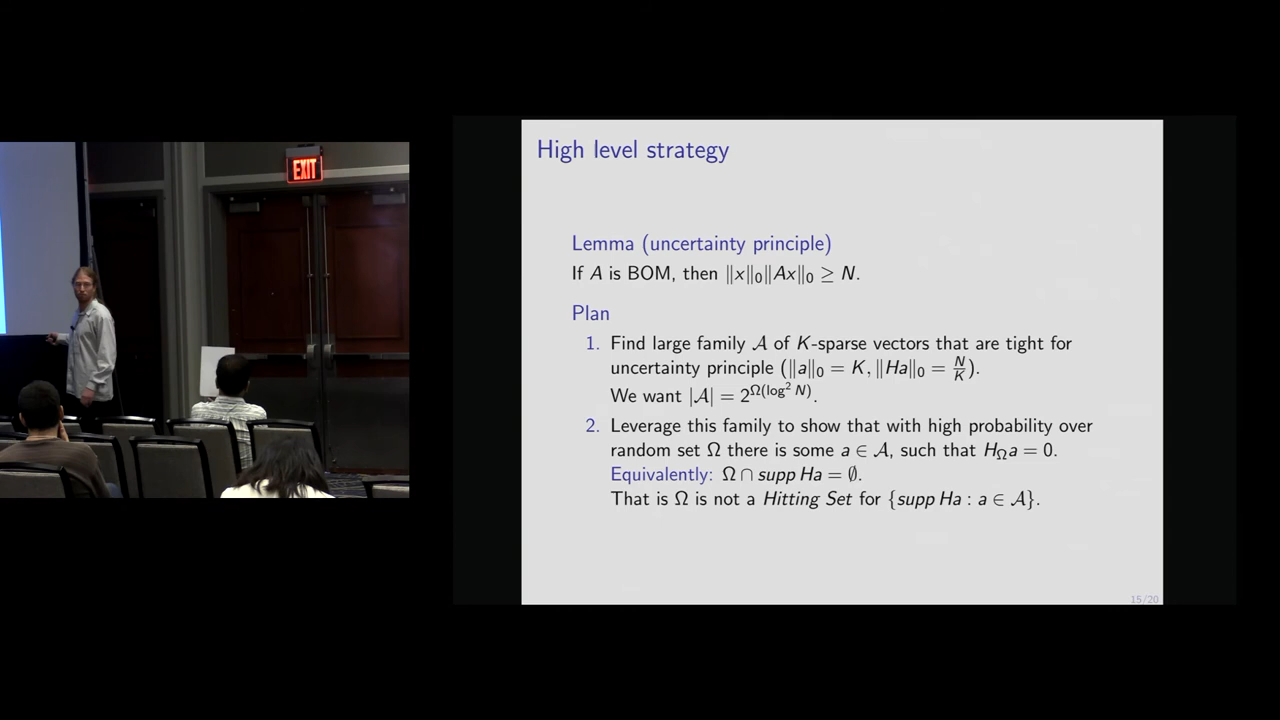 EXIT
High level strategy
Lemma (uncertainty principle)
If A is BOM, then ‖x‖₀‖Ax‖₀ ≥ N.
Plan
1. Find large family 𝒜 of K-sparse vectors that are tight for
uncertainty principle (‖a‖₀ = K, ‖Ha‖₀ = N/K).
We want |𝒜| = 2^{Ω(log² N)}.
2. Leverage this family to show that with high probability over
random set Ω there is some a ∈ 𝒜, such that H_Ω a = 0.
Equivalently: Ω ∩ supp Ha = ∅.
That is Ω is not a Hitting Set for {supp Ha : a ∈ 𝒜}.
15/20